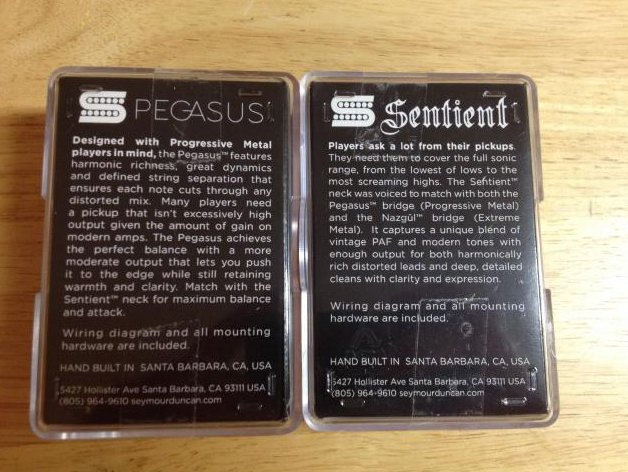 PEGASUS
Designed with Progressive Metal
players in mind, the Pegasus™ features
harmonic richness, great dynamics
and defined string separation that
ensures each note cuts through any
distorted mix. Many players need
a pickup that isn't excessively high
output given the amount of gain on
modern amps. The Pegasus achieves
the perfect balance with a more
moderate output that lets you push
it to the edge while still retaining
warmth and clarity. Match with the
Sentient™ neck for maximum balance
and attack.
Wiring diagram and all mounting
hardware are included.
HAND BUILT IN SANTA BARBARA, CA, USA
5427 Hollister Ave Santa Barbara, CA 93111 USA
(805) 964-9610 seymourduncan.com
Sentient
Players ask a lot from their pickups.
They need them to cover the full sonic
range, from the lowest of lows to the
most screaming highs. The Sentient™
neck was voiced to match with both the
Pegasus™ bridge (Progressive Metal)
and the Nazgûl™ bridge (Extreme
Metal). It captures a unique blend of
vintage PAF and modern tones with
enough output for both harmonically
rich distorted leads and deep, detailed
cleans with clarity and expression.
Wiring diagram and all mounting
hardware are included.
HAND BUILT IN SANTA BARBARA, CA, USA
5427 Hollister Ave Santa Barbara, CA 93111 USA
(805) 964-9610 seymourduncan.com